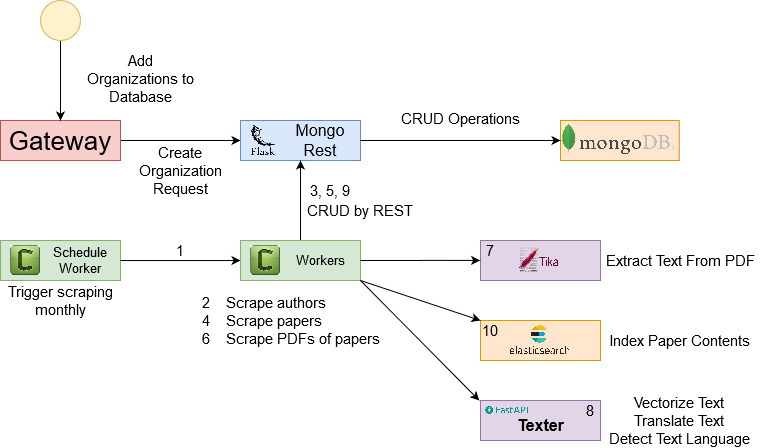 Add
Organizations to
Database
Gateway
Create
Organization
Request
Flask
Mongo
Rest
CRUD Operations
mongoDB.
3, 5, 9
CRUD by REST
C
Schedule
Worker
Trigger scraping
monthly
1
C
Workers
2 Scrape authors
4 Scrape papers
6 Scrape PDFs of papers
7
Tika
Extract Text From PDF
10
elasticsearch
Index Paper Contents
FastAPI
8
Texter
Vectorize Text
Translate Text
Detect Text Language